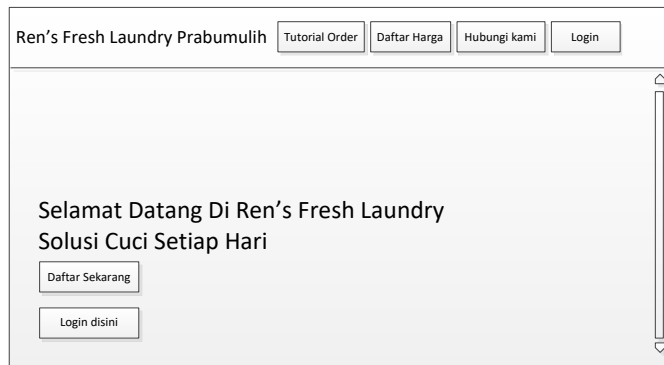 Ren’s Fresh Laundry Prabumulih
Tutorial Order
Daftar Harga
Hubungi kami
Login
Selamat Datang Di Ren’s Fresh Laundry
Solusi Cuci Setiap Hari
Daftar Sekarang
Login disini